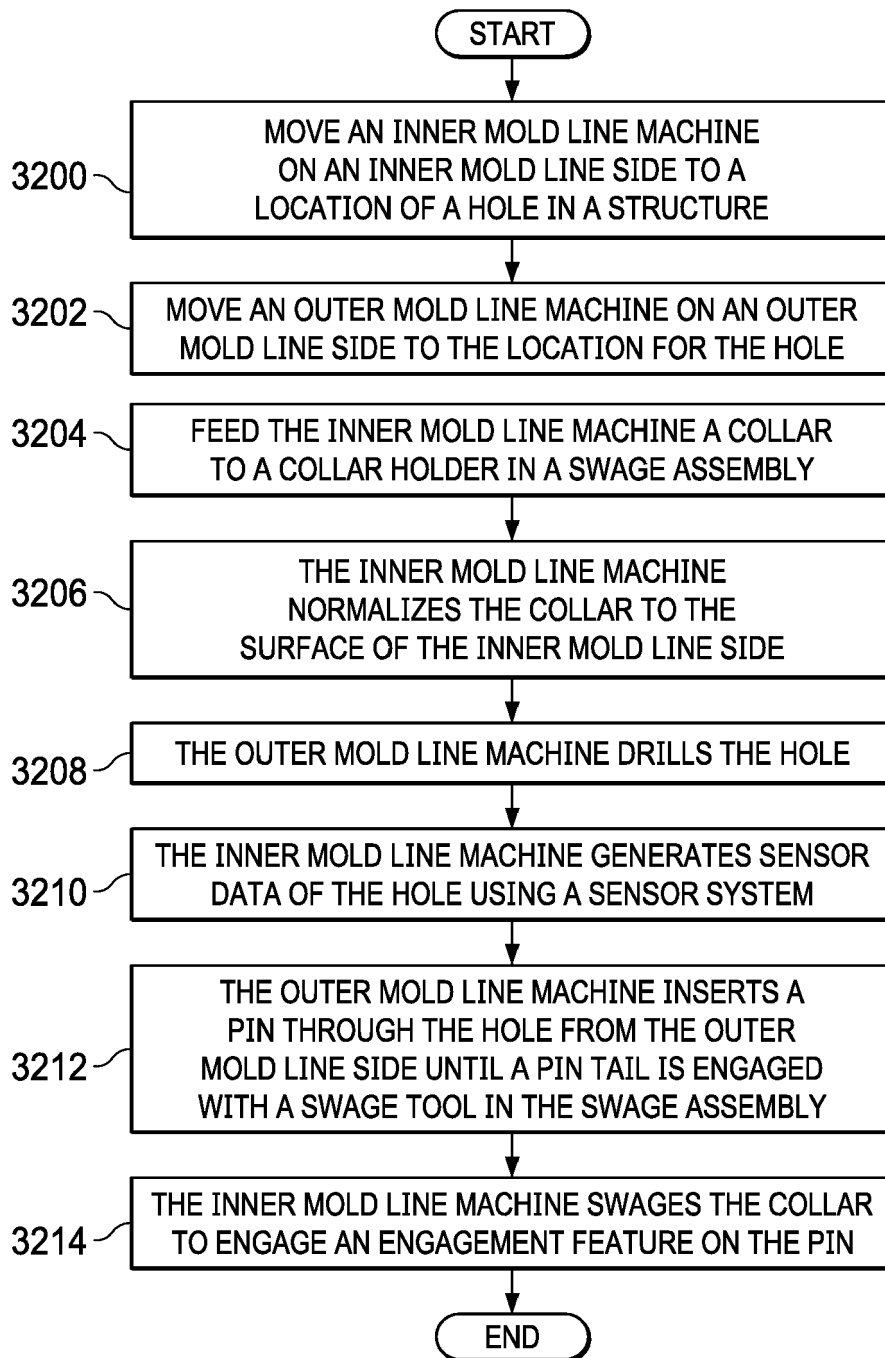 START
3200
MOVE AN INNER MOLD LINE MACHINE
ON AN INNER MOLD LINE SIDE TO A
LOCATION OF A HOLE IN A STRUCTURE
3202
MOVE AN OUTER MOLD LINE MACHINE ON AN OUTER
MOLD LINE SIDE TO THE LOCATION FOR THE HOLE
3204
FEED THE INNER MOLD LINE MACHINE A COLLAR
TO A COLLAR HOLDER IN A SWAGE ASSEMBLY
3206
THE INNER MOLD LINE MACHINE
NORMALIZES THE COLLAR TO THE
SURFACE OF THE INNER MOLD LINE SIDE
3208
THE OUTER MOLD LINE MACHINE DRILLS THE HOLE
3210
THE INNER MOLD LINE MACHINE GENERATES SENSOR
DATA OF THE HOLE USING A SENSOR SYSTEM
3212
THE OUTER MOLD LINE MACHINE INSERTS A
PIN THROUGH THE HOLE FROM THE OUTER
MOLD LINE SIDE UNTIL A PIN TAIL IS ENGAGED
WITH A SWAGE TOOL IN THE SWAGE ASSEMBLY
3214
THE INNER MOLD LINE MACHINE SWAGES THE COLLAR
TO ENGAGE AN ENGAGEMENT FEATURE ON THE PIN
END